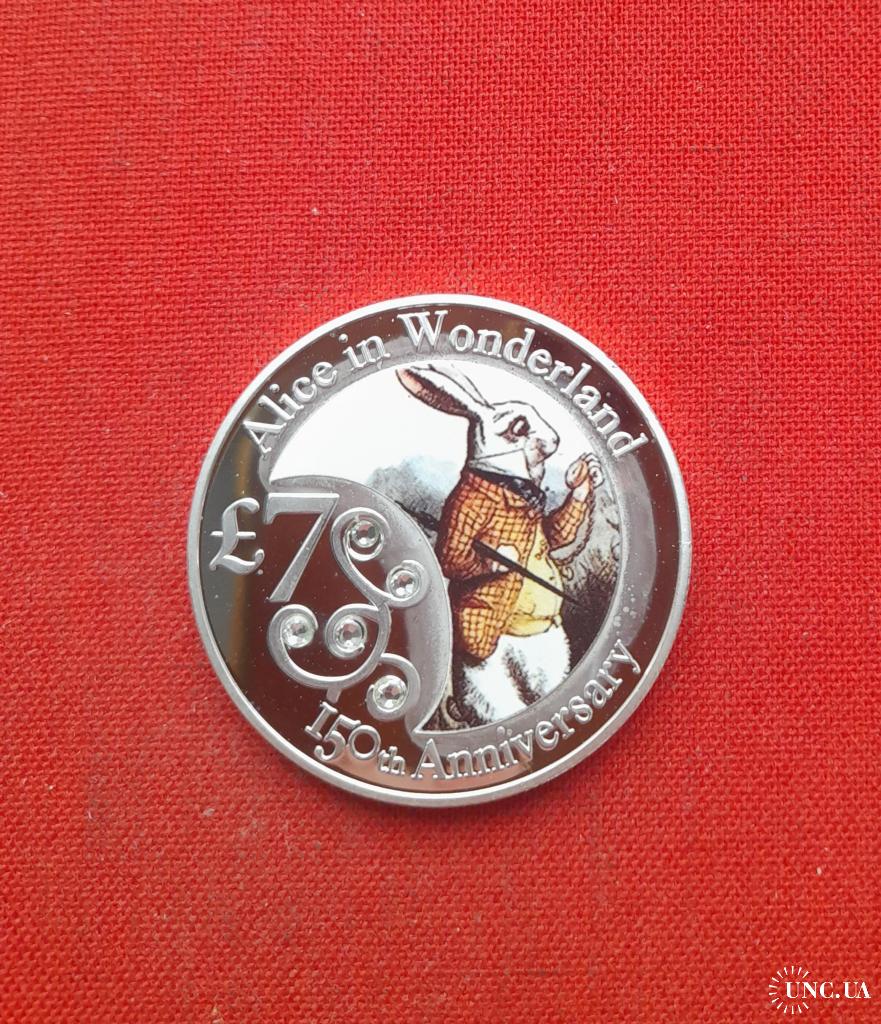 Alice in Wonderland
£7
150th Anniversary
UNC.UA